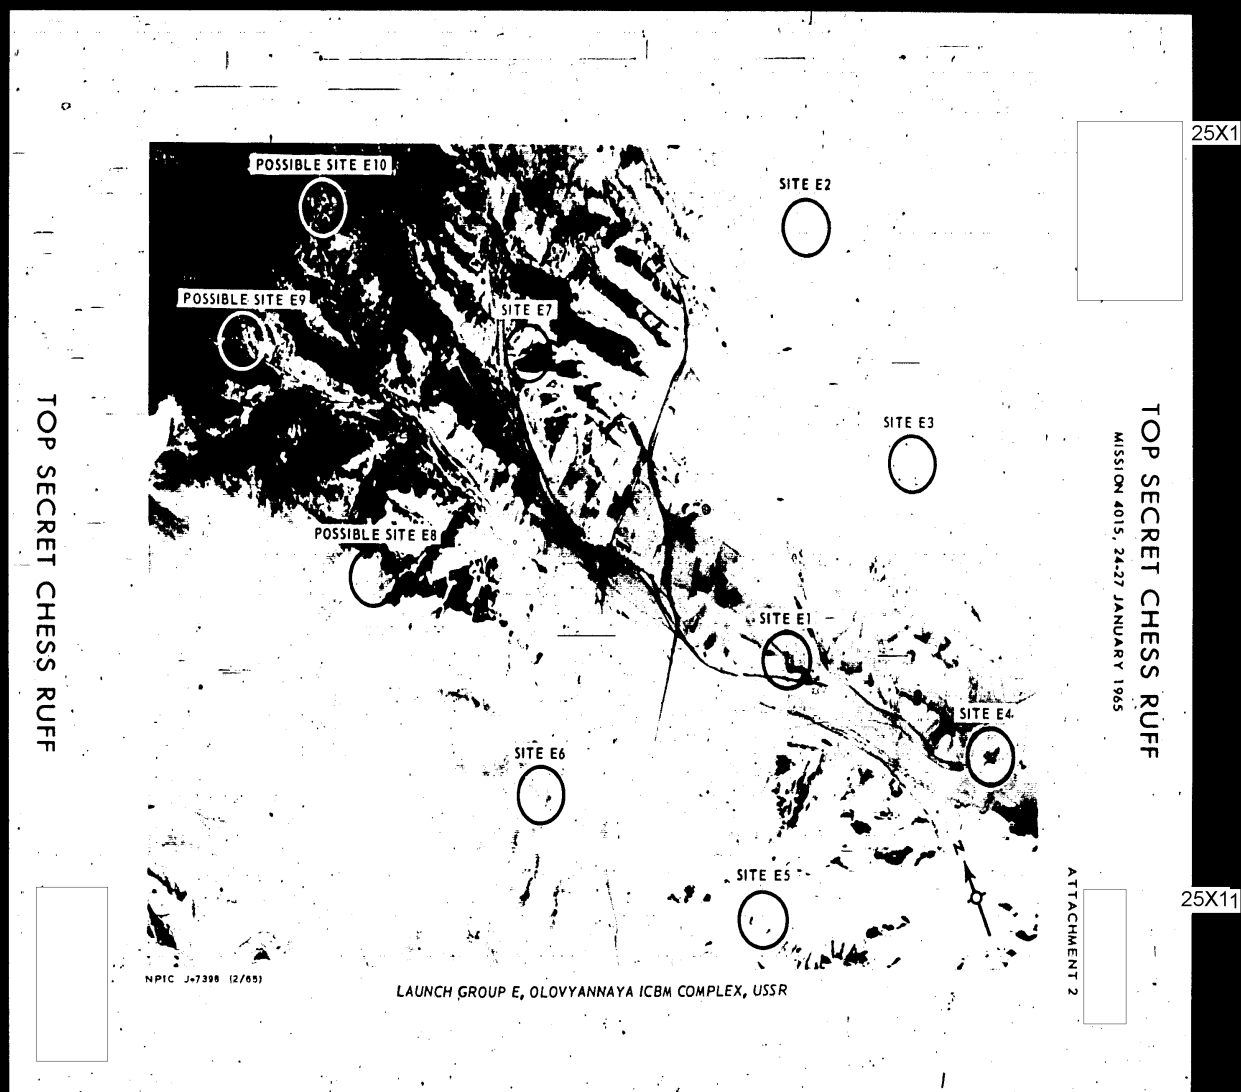 25X1
POSSIBLE SITE E10
SITE E2
POSSIBLE SITE E9
SITE E7
SITE E3
POSSIBLE SITE E8
SITE E1
SITE E4
SITE E6
SITE E5
N
TOP SECRET CHESS RUFF
TOP SECRET CHESS RUFF
MISSION 4015, 24-27 JANUARY 1965
ATTACHMENT 2
25X11
NPIC J-7398 (2/65)
LAUNCH GROUP E, OLOVYANNAYA ICBM COMPLEX, USSR